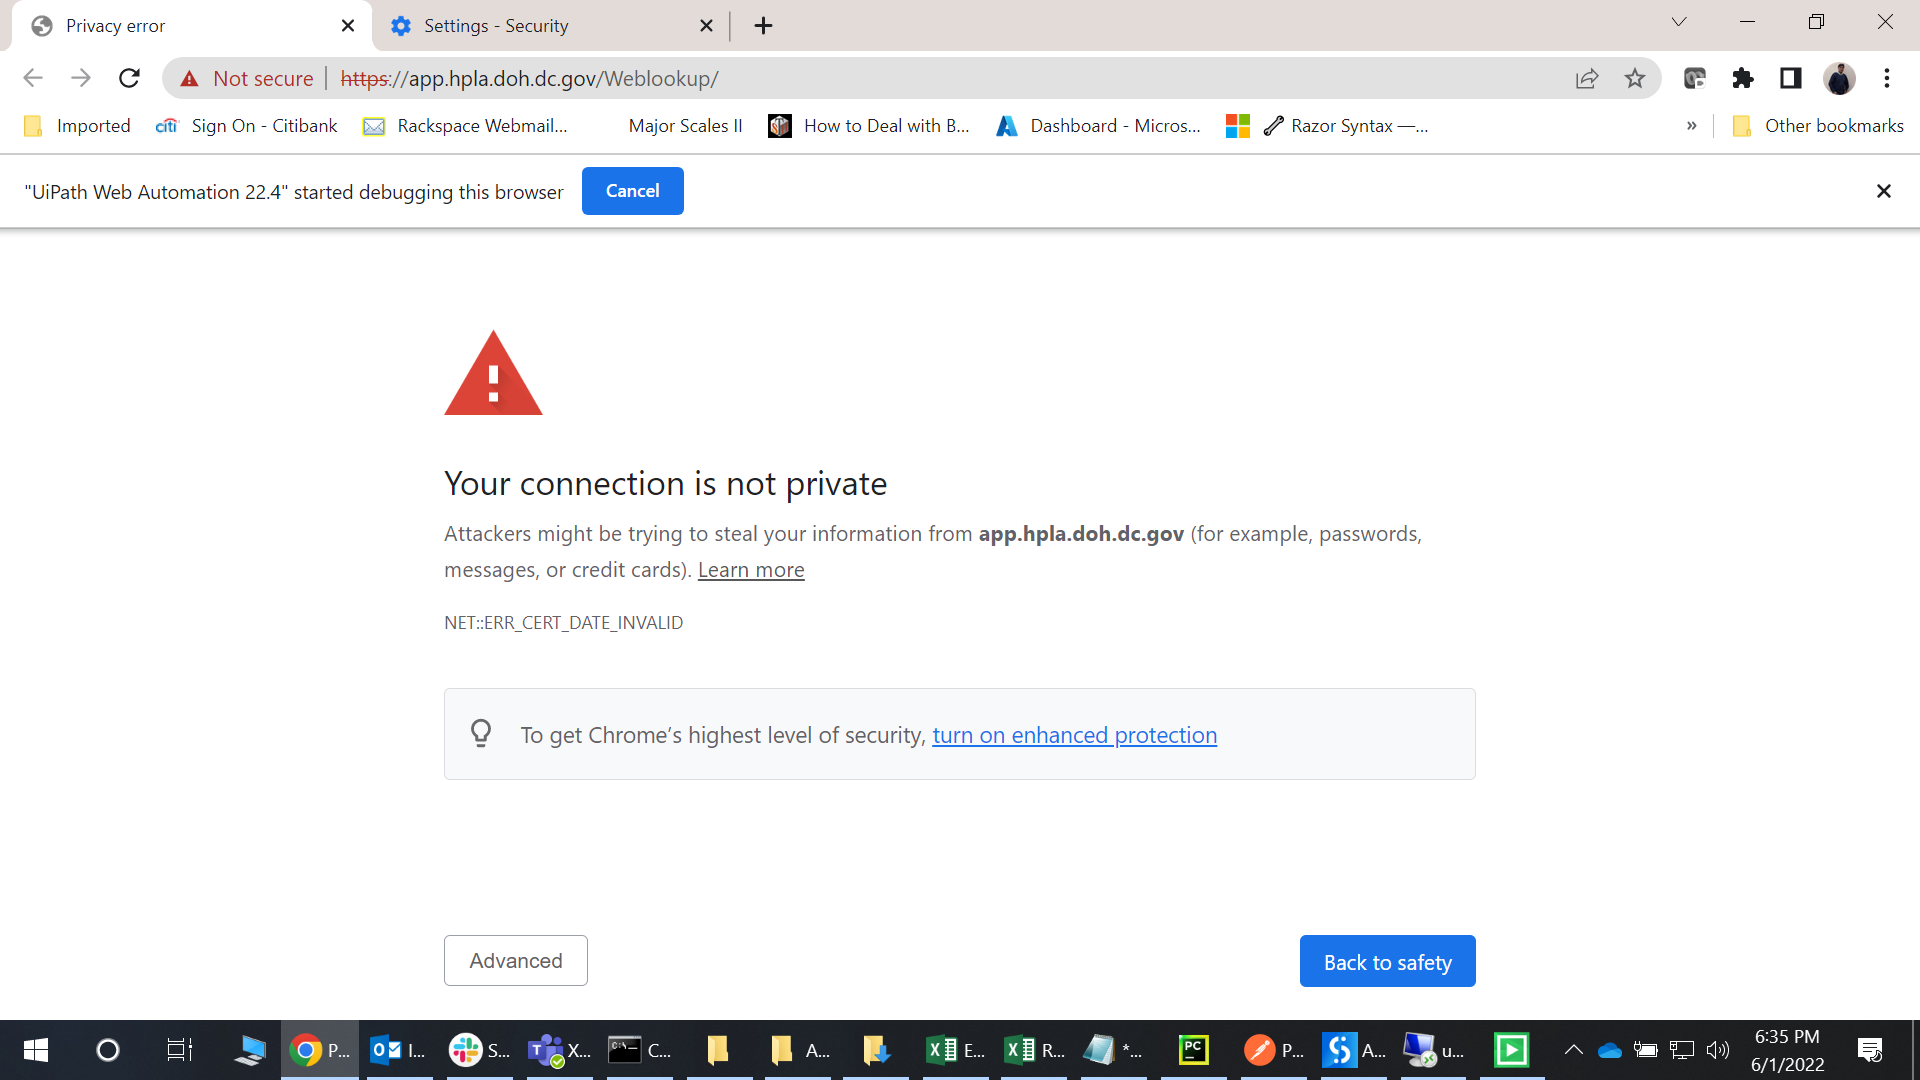 Privacy error
Settings - Security
Not secure
https://app.hpla.doh.dc.gov/Weblookup/
Imported
citi
Sign On - Citibank
Rackspace Webmail...
Major Scales II
How to Deal with B...
Dashboard - Micros...
Razor Syntax —...
»
Other bookmarks
"UiPath Web Automation 22.4" started debugging this browser
Cancel
Your connection is not private
Attackers might be trying to steal your information from app.hpla.doh.dc.gov (for example, passwords,
messages, or credit cards). Learn more
NET::ERR_CERT_DATE_INVALID
To get Chrome’s highest level of security, turn on enhanced protection
Advanced
Back to safety
P...
I...
S...
X...
C:\
C...
A...
E...
R...
*...
PC
P...
A...
u...
6:35 PM
6/1/2022